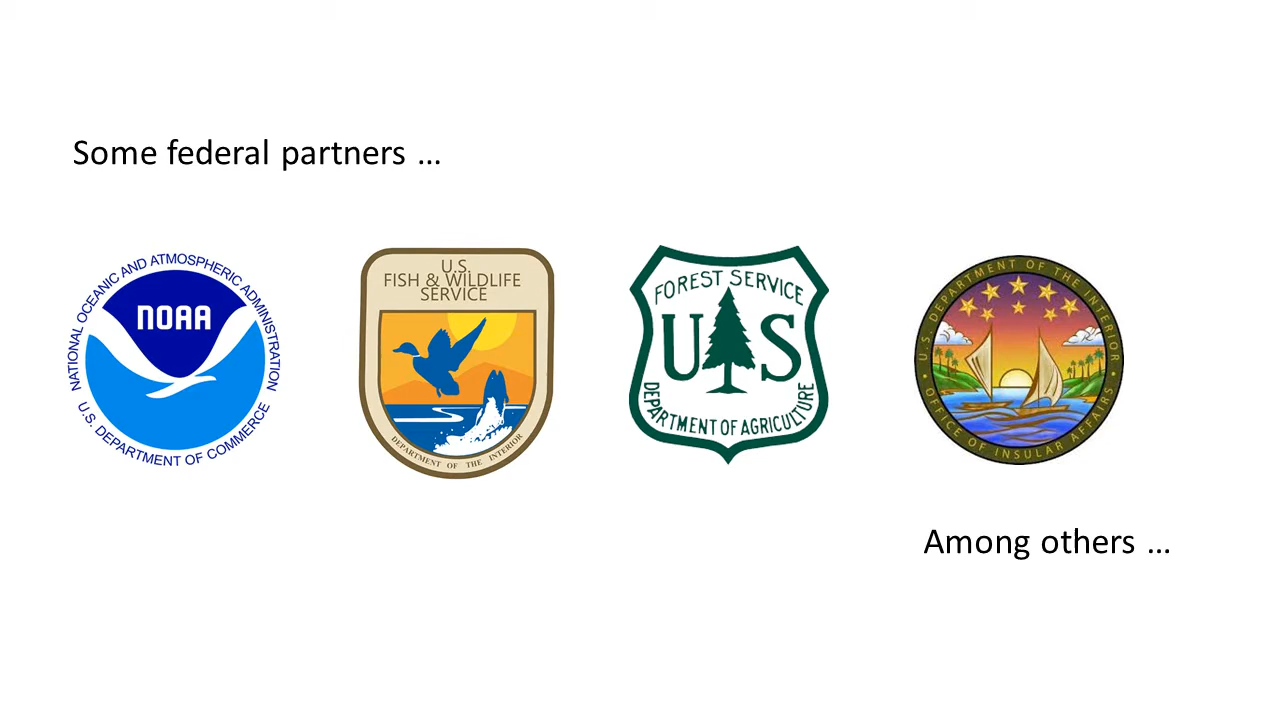 Some federal partners …
NATIONAL OCEANIC AND ATMOSPHERIC ADMINISTRATION
NOAA
U.S. DEPARTMENT OF COMMERCE
U.S.
FISH & WILDLIFE
SERVICE
DEPARTMENT OF THE INTERIOR
FOREST SERVICE
U S
DEPARTMENT OF AGRICULTURE
U.S. DEPARTMENT OF THE INTERIOR
OFFICE OF INSULAR AFFAIRS
Among others …